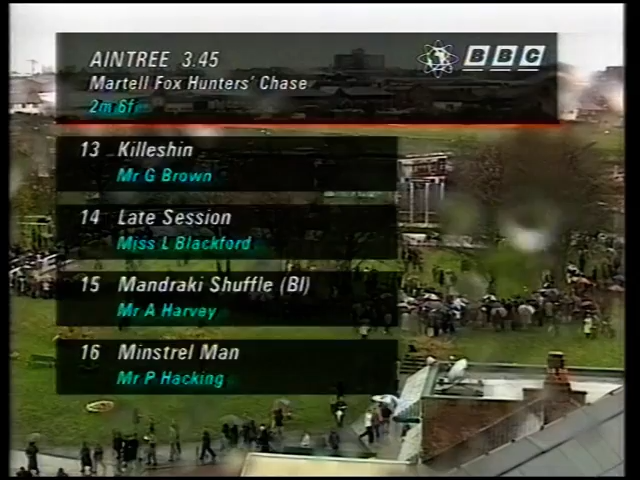 AINTREE 3.45
BBC
Martell Fox Hunters' Chase
2m 6f
13 Killeshin
Mr G Brown
14 Late Session
Miss L Blackford
15 Mandraki Shuffle (Bl)
Mr A Harvey
16 Minstrel Man
Mr P Hacking